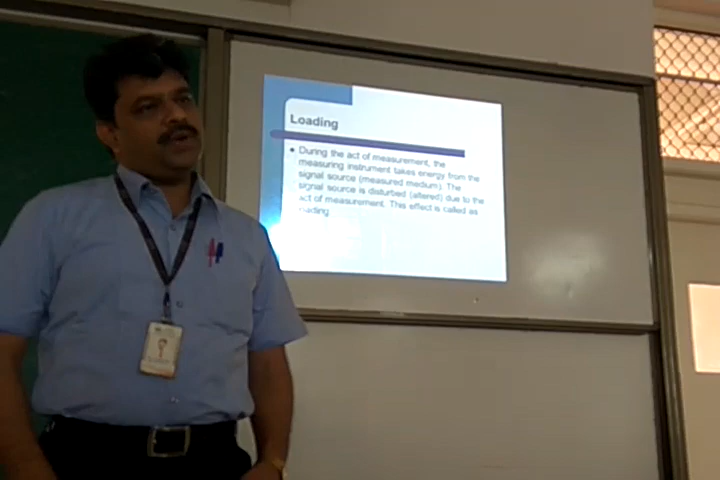 Loading
• During the act of measurement, the
measuring instrument takes energy from the
signal source (measured medium). The
signal source is disturbed (altered) due to the
act of measurement. This effect is called as
loading